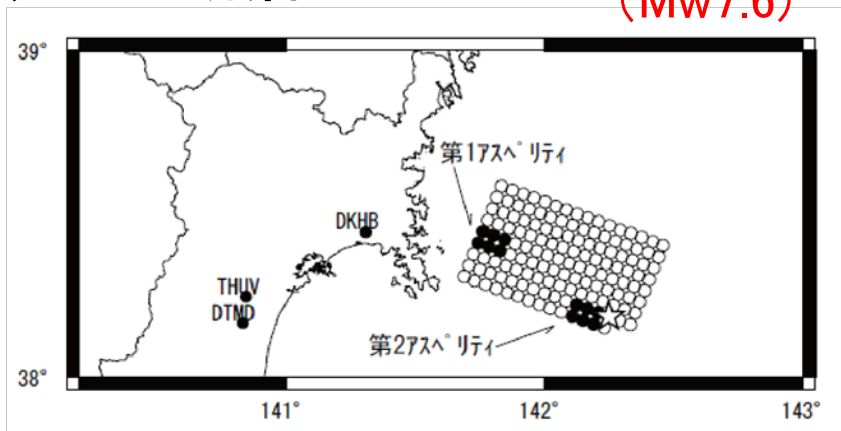 (Mw7.6)
39°
第1ｱｽﾍﾟﾘﾃｨ
DKHB
THUV
DTMD
第2ｱｽﾍﾟﾘﾃｨ
38°
141°
142°
143°